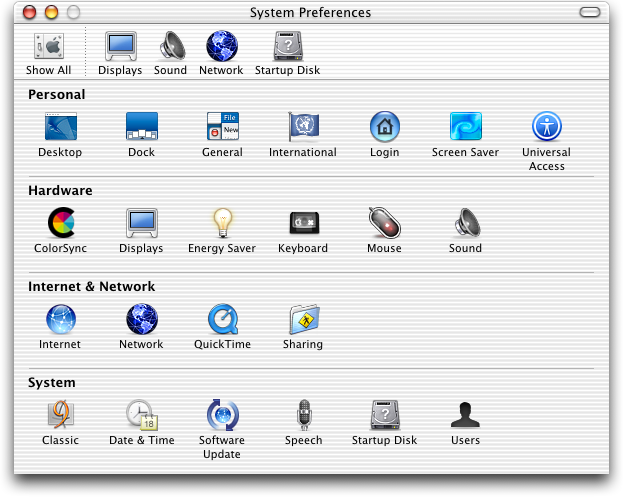 System Preferences
Show All Displays Sound Network Startup Disk
Personal
File
New
Desktop Dock General International Login Screen Saver Universal
Access
Hardware
ColorSync Displays Energy Saver Keyboard Mouse Sound
Internet & Network
Internet Network QuickTime Sharing
System
18
Classic Date & Time Software Speech Startup Disk Users
Update